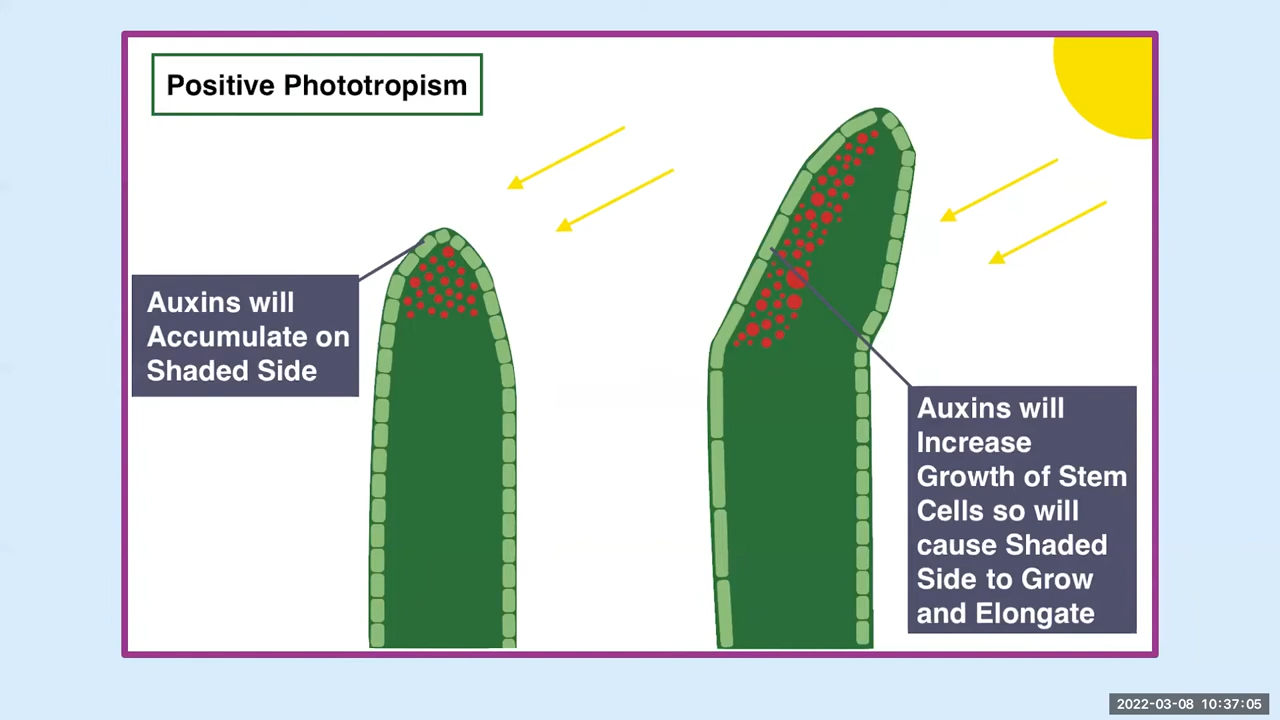 Positive Phototropism
Auxins will
Accumulate on
Shaded Side
Auxins will
Increase
Growth of Stem
Cells so will
cause Shaded
Side to Grow
and Elongate
2022-03-08 10:37:05